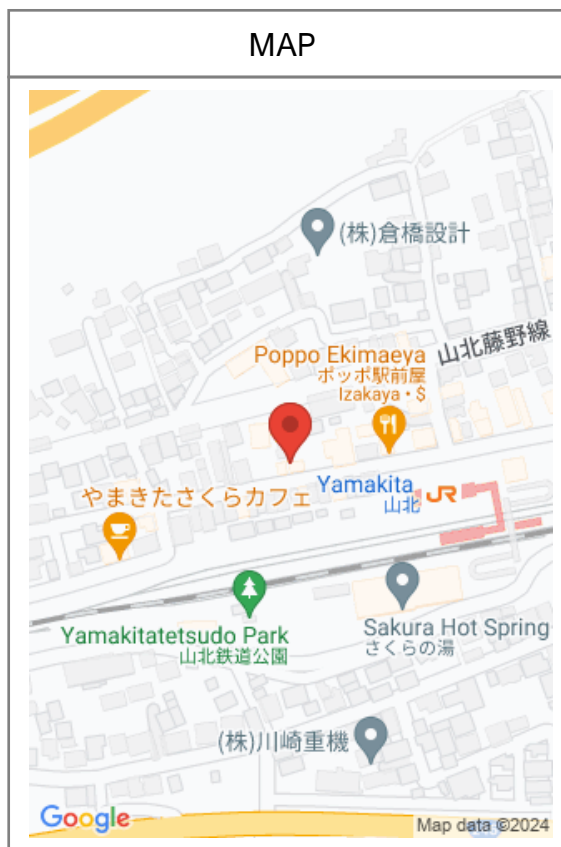 MAP
(株)倉橋設計
山北藤野線
Poppo Ekimaeya
ポッポ駅前屋
Izakaya・$
Yamakita
山北
JR
やまきたさくらカフェ
Yamakitatetsudo Park
山北鉄道公園
Sakura Hot Spring
さくらの湯
(株)川崎重機
Google
Map data ©2024